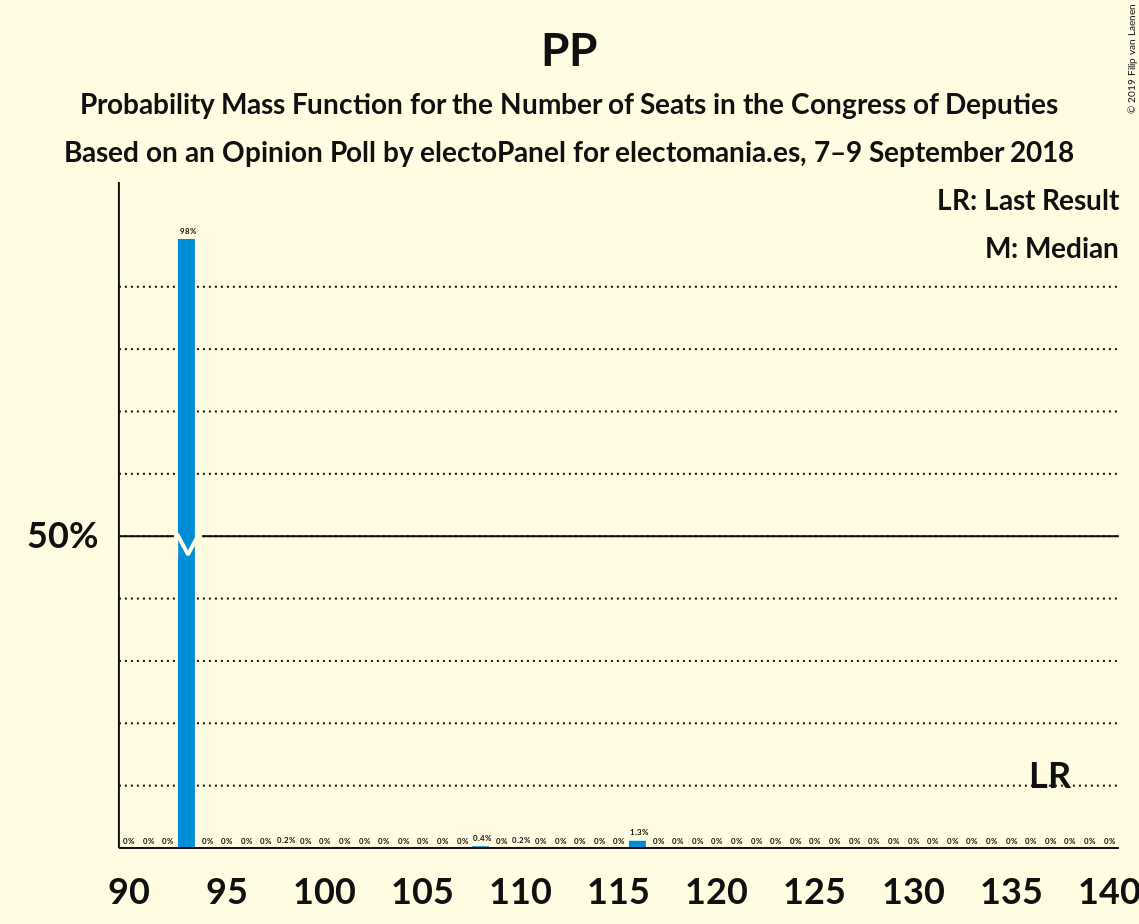 PP
Probability Mass Function for the Number of Seats in the Congress of Deputies
Based on an Opinion Poll by electoPanel for electomania.es, 7–9 September 2018
© 2019 Filip van Laenen
LR: Last Result
M: Median
98%
50%
LR
0% 0% 0% 0% 0% 0% 0% 0.2% 0% 0% 0% 0% 0% 0% 0% 0% 0% 0.4% 0% 0.2% 0% 0% 0% 0% 0% 1.3% 0% 0% 0% 0% 0% 0% 0% 0% 0% 0% 0% 0% 0% 0% 0% 0% 0% 0% 0% 0% 0% 0% 0% 0%
90 95 100 105 110 115 120 125 130 135 140